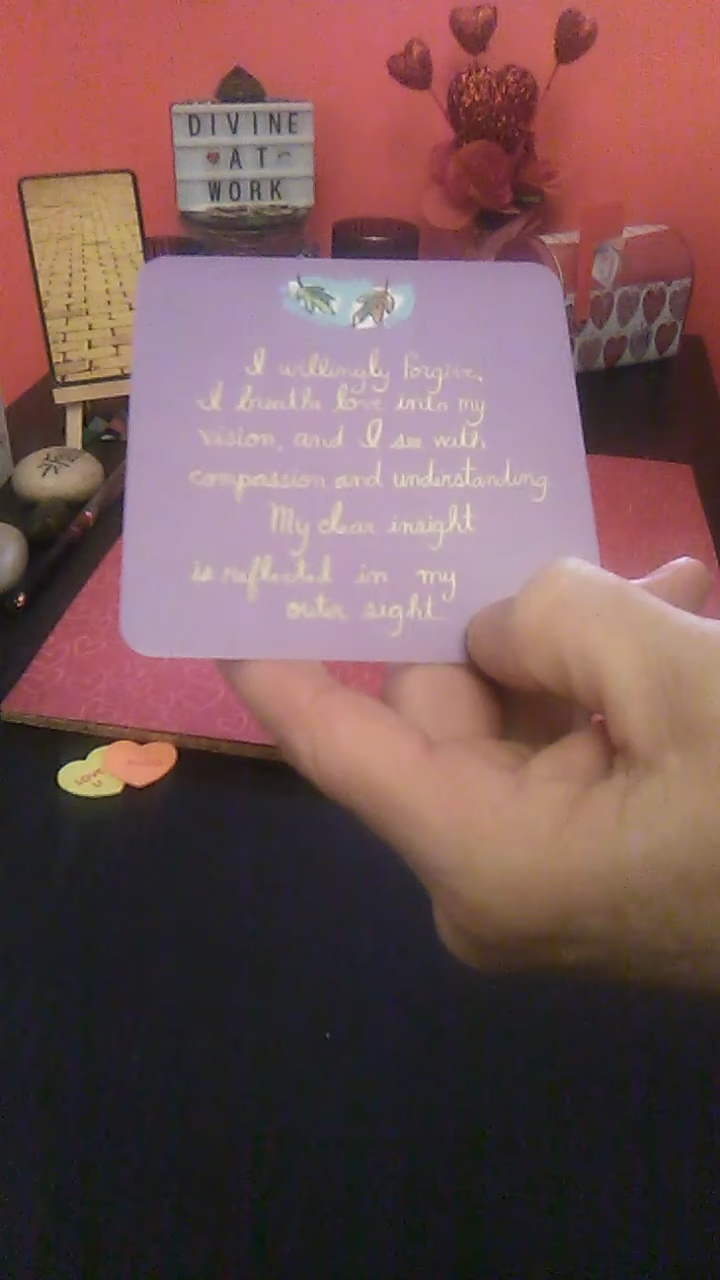 DIVINE
AT
WORK
I willingly forgive,
I breathe love into my
vision, and I see with
compassion and understanding.
My clear insight
is reflected in my
outer sight.
LOVE
U